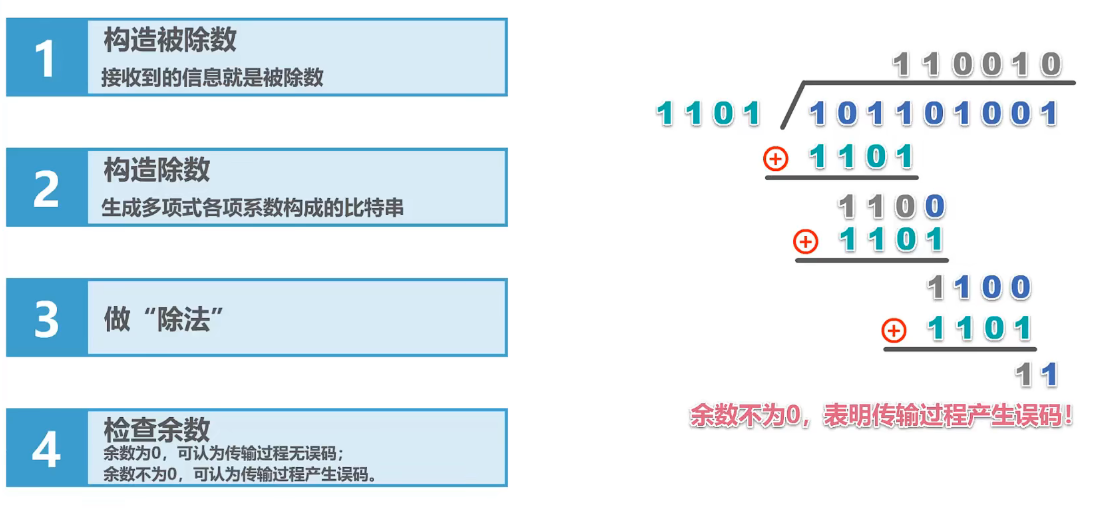 1
构造被除数
接收到的信息就是被除数
2
构造除数
生成多项式各项系数构成的比特串
3
做“除法”
4
检查余数
余数为0，可认为传输过程无误码；
余数不为0，可认为传输过程产生误码。
110010
1101 101101001
⊕ 1101
1100
⊕ 1101
1100
⊕ 1101
11
余数不为0，表明传输过程产生误码！